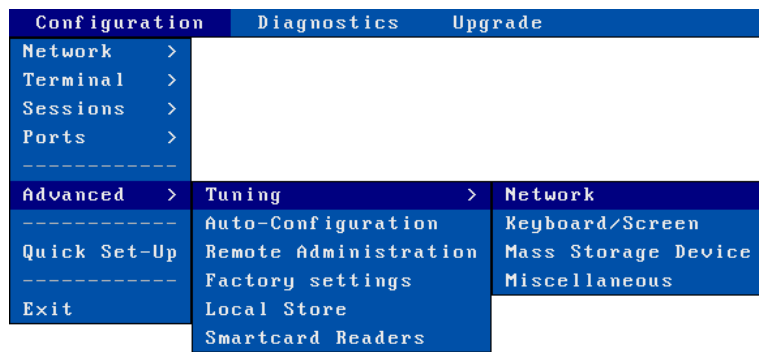 Configuration Diagnostics Upgrade
Network >
Terminal >
Sessions >
Ports >
------------
Advanced > Tuning > Network
------------ Auto-Configuration Keyboard/Screen
Quick Set-Up Remote Administration Mass Storage Device
------------ Factory settings Miscellaneous
Exit Local Store
Smartcard Readers